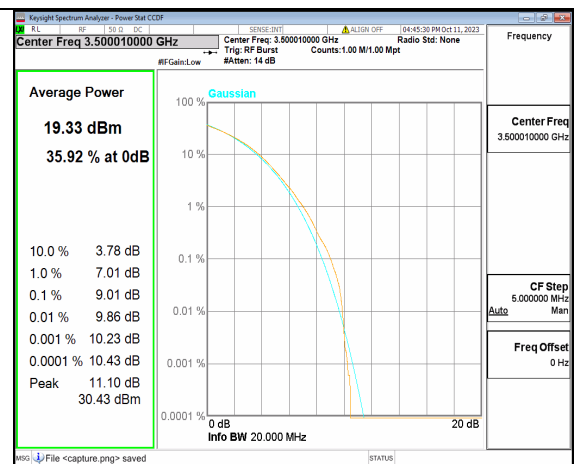 Keysight Spectrum Analyzer - Power Stat CCDF
RL RF 50 Ω DC SENSE:INT ALIGN OFF 04:45:30 PM Oct 11, 2023
Center Freq 3.500010000 GHz
Center Freq: 3.500010000 GHz Radio Std: None
Trig: RF Burst Counts:1.00 M/1.00 Mpt
#IFGain:Low #Atten: 14 dB
Frequency
Average Power
19.33 dBm
35.92 % at 0dB
10.0 % 3.78 dB
1.0 % 7.01 dB
0.1 % 9.01 dB
0.01 % 9.86 dB
0.001 % 10.23 dB
0.0001 % 10.43 dB
Peak 11.10 dB
30.43 dBm
Gaussian
100 %
10 %
1 %
0.1 %
0.01 %
0.001 %
0.0001 %
0 dB 20 dB
Info BW 20.000 MHz
Center Freq
3.500010000 GHz
CF Step
5.000000 MHz
Auto Man
Freq Offset
0 Hz
MSG File <capture.png> saved STATUS